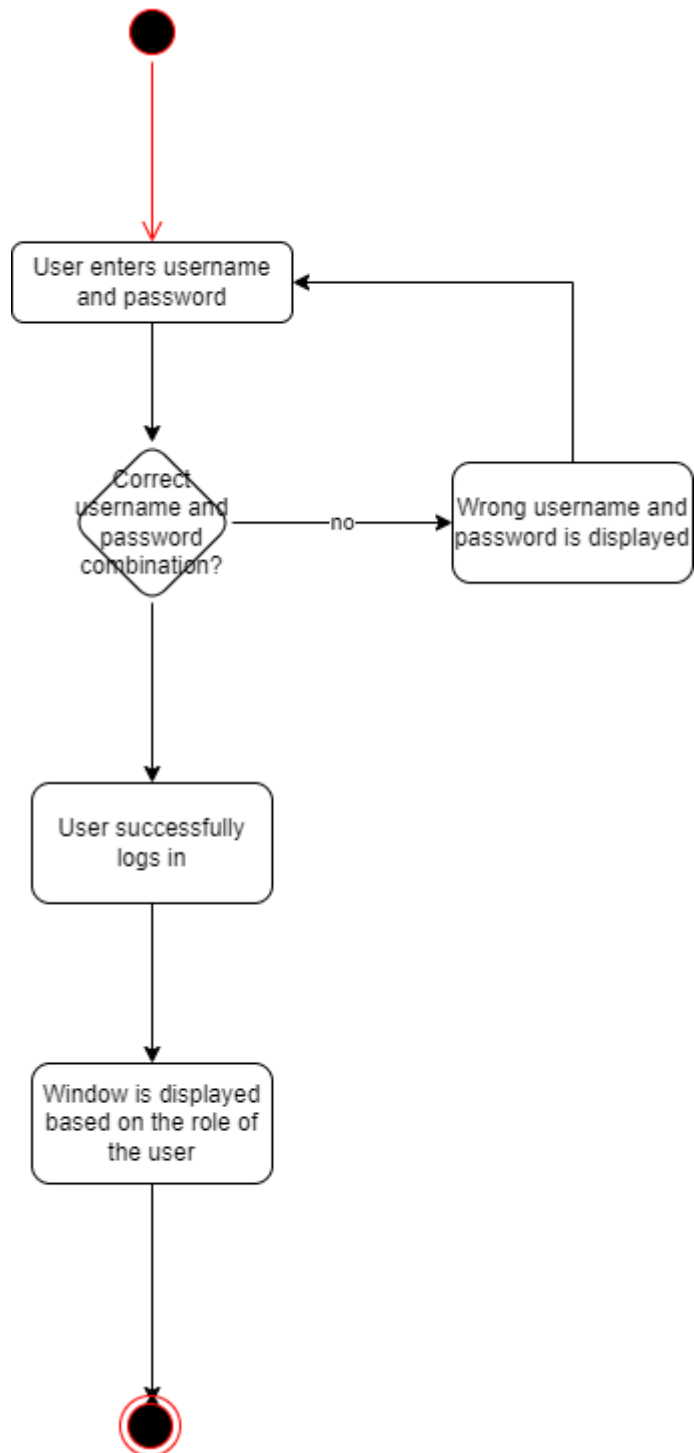 User enters username
and password
Correct
username and
password
combination?
no
Wrong username and
password is displayed
User successfully
logs in
Window is displayed
based on the role of
the user